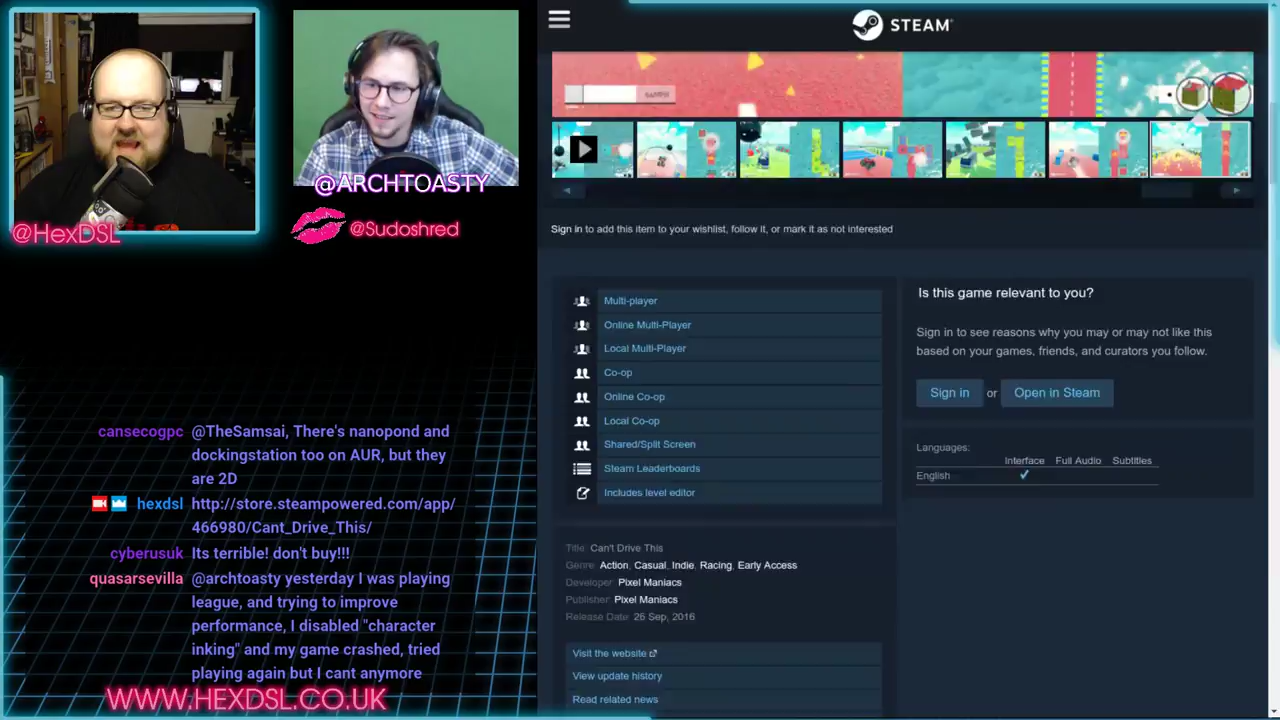 @HexDSL
@ARCHTOASTY
@Sudoshred
cansecogpc @TheSamsai, There's nanopond and
dockingstation too on AUR, but they
are 2D
hexdsl http://store.steampowered.com/app/
466980/Cant_Drive_This/
cyberusuk Its terrible! don't buy!!!
quasarsevilla @archtoasty yesterday I was playing
league, and trying to improve
performance, I disabled "character
inking" and my game crashed, tried
playing again but I cant anymore
WWW.HEXDSL.CO.UK
STEAM
Sign in to add this item to your wishlist, follow it, or mark it as not interested
Multi-player
Online Multi-Player
Local Multi-Player
Co-op
Online Co-op
Local Co-op
Shared/Split Screen
Steam Leaderboards
Includes level editor
Title: Can't Drive This
Genre: Action, Casual, Indie, Racing, Early Access
Developer: Pixel Maniacs
Publisher: Pixel Maniacs
Release Date: 26 Sep, 2016
Visit the website
View update history
Read related news
Is this game relevant to you?
Sign in to see reasons why you may or may not like this
based on your games, friends, and curators you follow.
Sign in or Open in Steam
Languages:
Interface Full Audio Subtitles
English